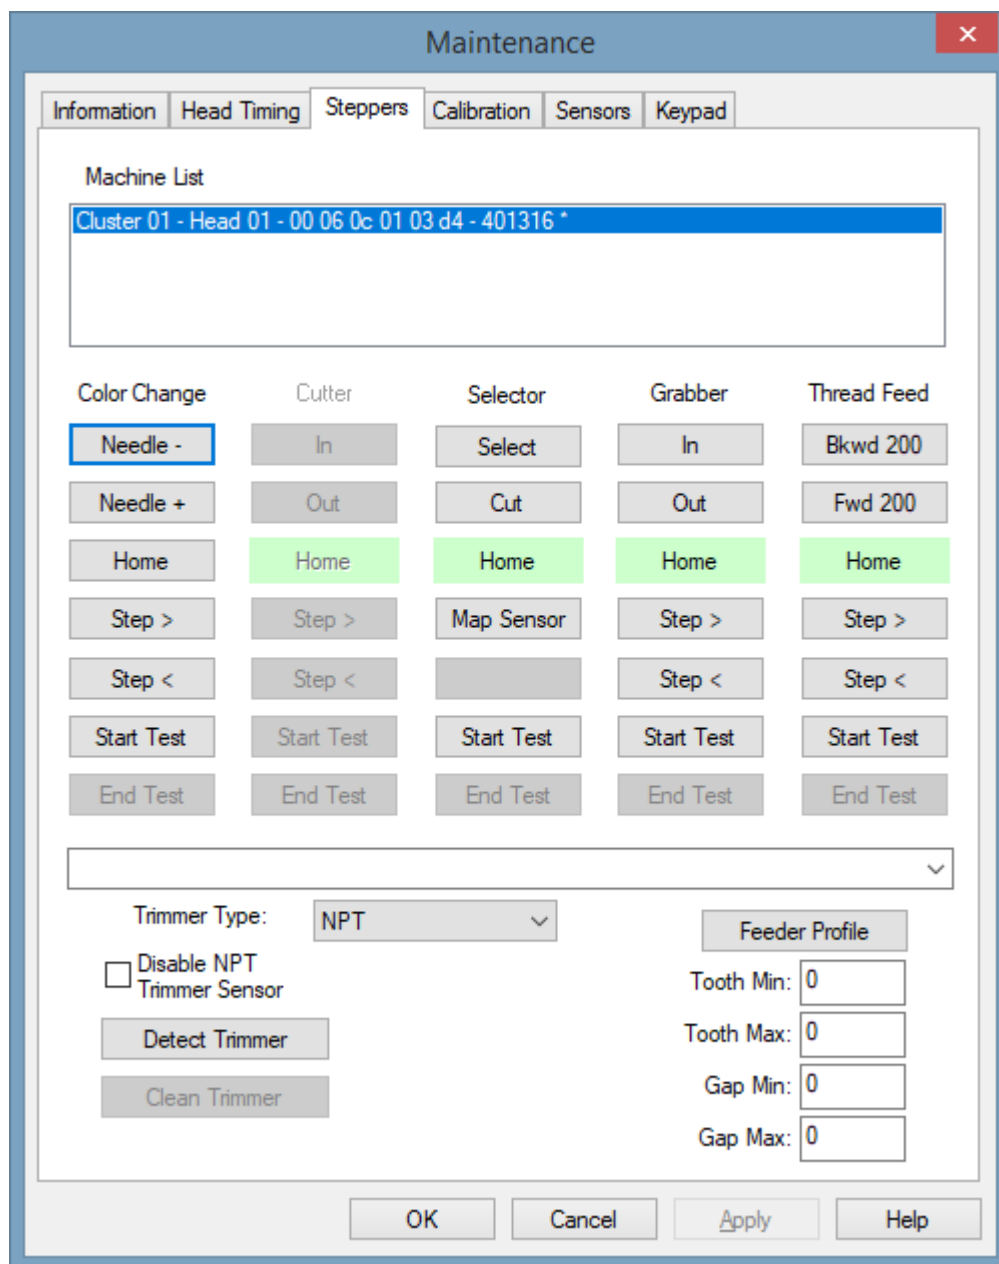 Maintenance
Information Head Timing Steppers Calibration Sensors Keypad
Machine List
Cluster 01 - Head 01 - 00 06 0c 01 03 d4 - 401316 *
Color Change Cutter Selector Grabber Thread Feed
Needle - In Select In Bkwd 200
Needle + Out Cut Out Fwd 200
Home Home Home Home Home
Step > Step > Map Sensor Step > Step >
Step < Step < Step < Step <
Start Test Start Test Start Test Start Test Start Test
End Test End Test End Test End Test End Test
Trimmer Type: NPT
Feeder Profile
Disable NPT
Trimmer Sensor
Tooth Min: 0
Detect Trimmer
Tooth Max: 0
Clean Trimmer
Gap Min: 0
Gap Max: 0
OK Cancel Apply Help